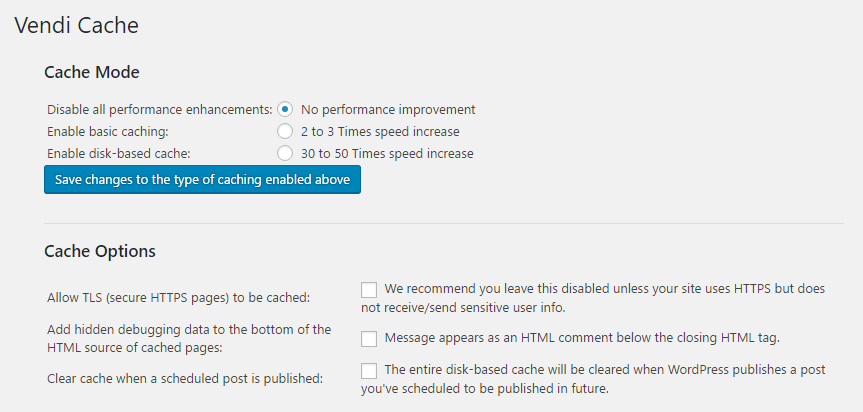 Vendi Cache
Cache Mode
Disable all performance enhancements: No performance improvement
Enable basic caching: 2 to 3 Times speed increase
Enable disk-based cache: 30 to 50 Times speed increase
Save changes to the type of caching enabled above
Cache Options
Allow TLS (secure HTTPS pages) to be cached:
We recommend you leave this disabled unless your site uses HTTPS but does
not receive/send sensitive user info.
Add hidden debugging data to the bottom of the
HTML source of cached pages:
Message appears as an HTML comment below the closing HTML tag.
Clear cache when a scheduled post is published:
The entire disk-based cache will be cleared when WordPress publishes a post
you've scheduled to be published in future.